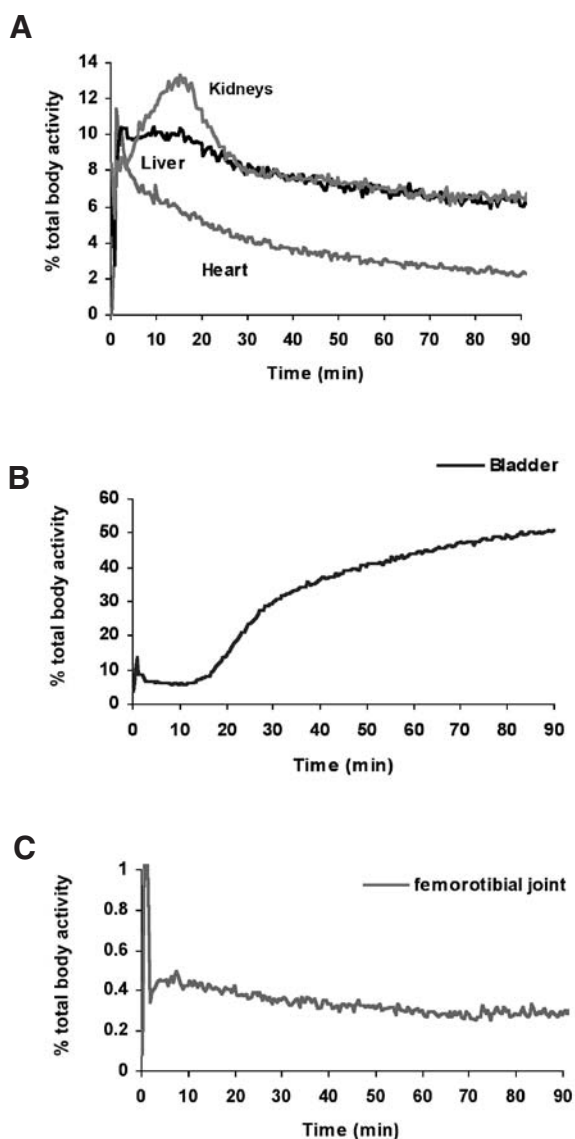 A
% total body activity
14
12
10
8
6
4
2
0
Kidneys
Liver
Heart
0 10 20 30 40 50 60 70 80 90
Time (min)
B
Bladder
% total body activity
60
50
40
30
20
10
0
0 10 20 30 40 50 60 70 80 90
Time (min)
C
femorotibial joint
% total body activity
1
0.8
0.6
0.4
0.2
0
0 10 20 30 40 50 60 70 80 90
Time (min)